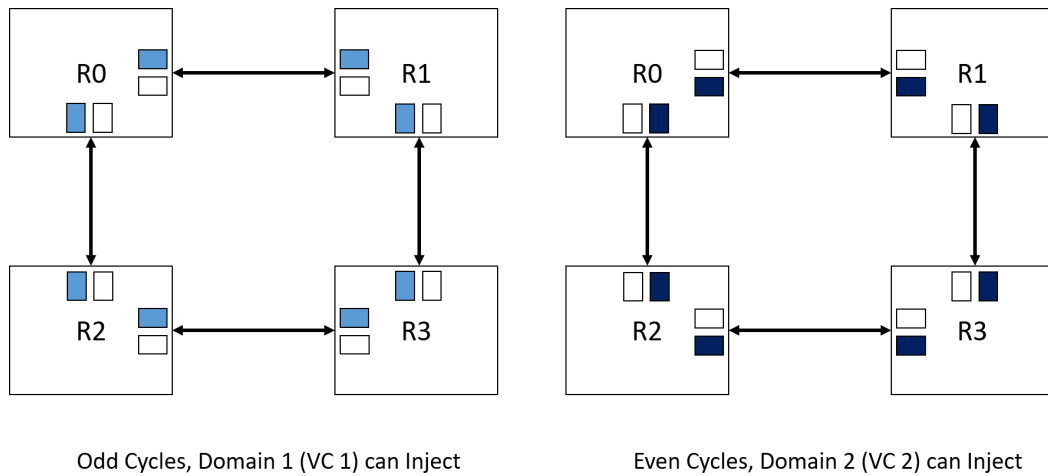 R0
R1
R0
R1
R2
R3
R2
R3
Odd Cycles, Domain 1 (VC 1) can Inject
Even Cycles, Domain 2 (VC 2) can Inject